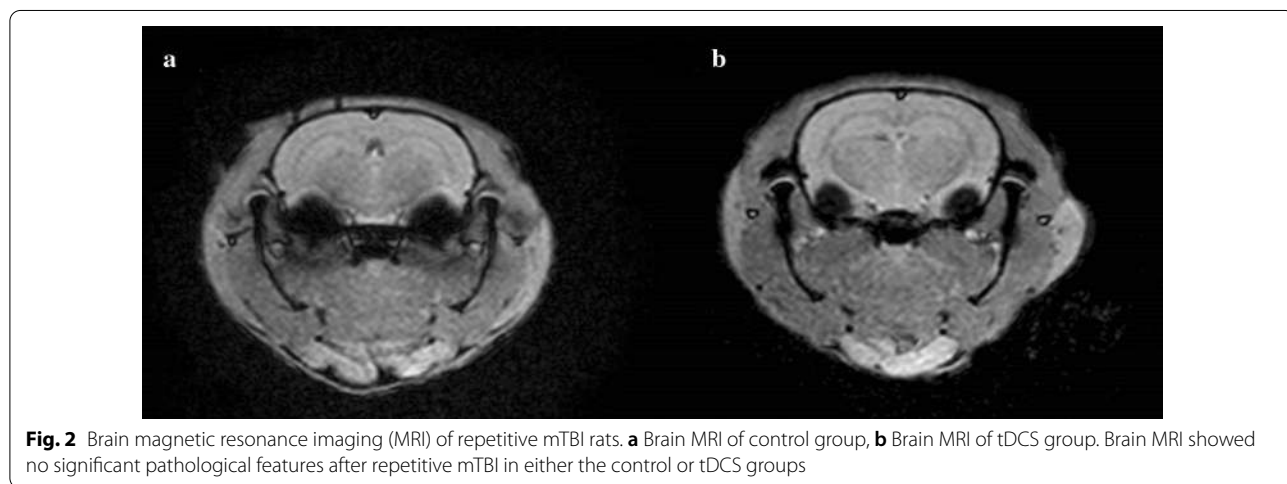 a
b
Fig. 2 Brain magnetic resonance imaging (MRI) of repetitive mTBI rats. a Brain MRI of control group, b Brain MRI of tDCS group. Brain MRI showed
no significant pathological features after repetitive mTBI in either the control or tDCS groups